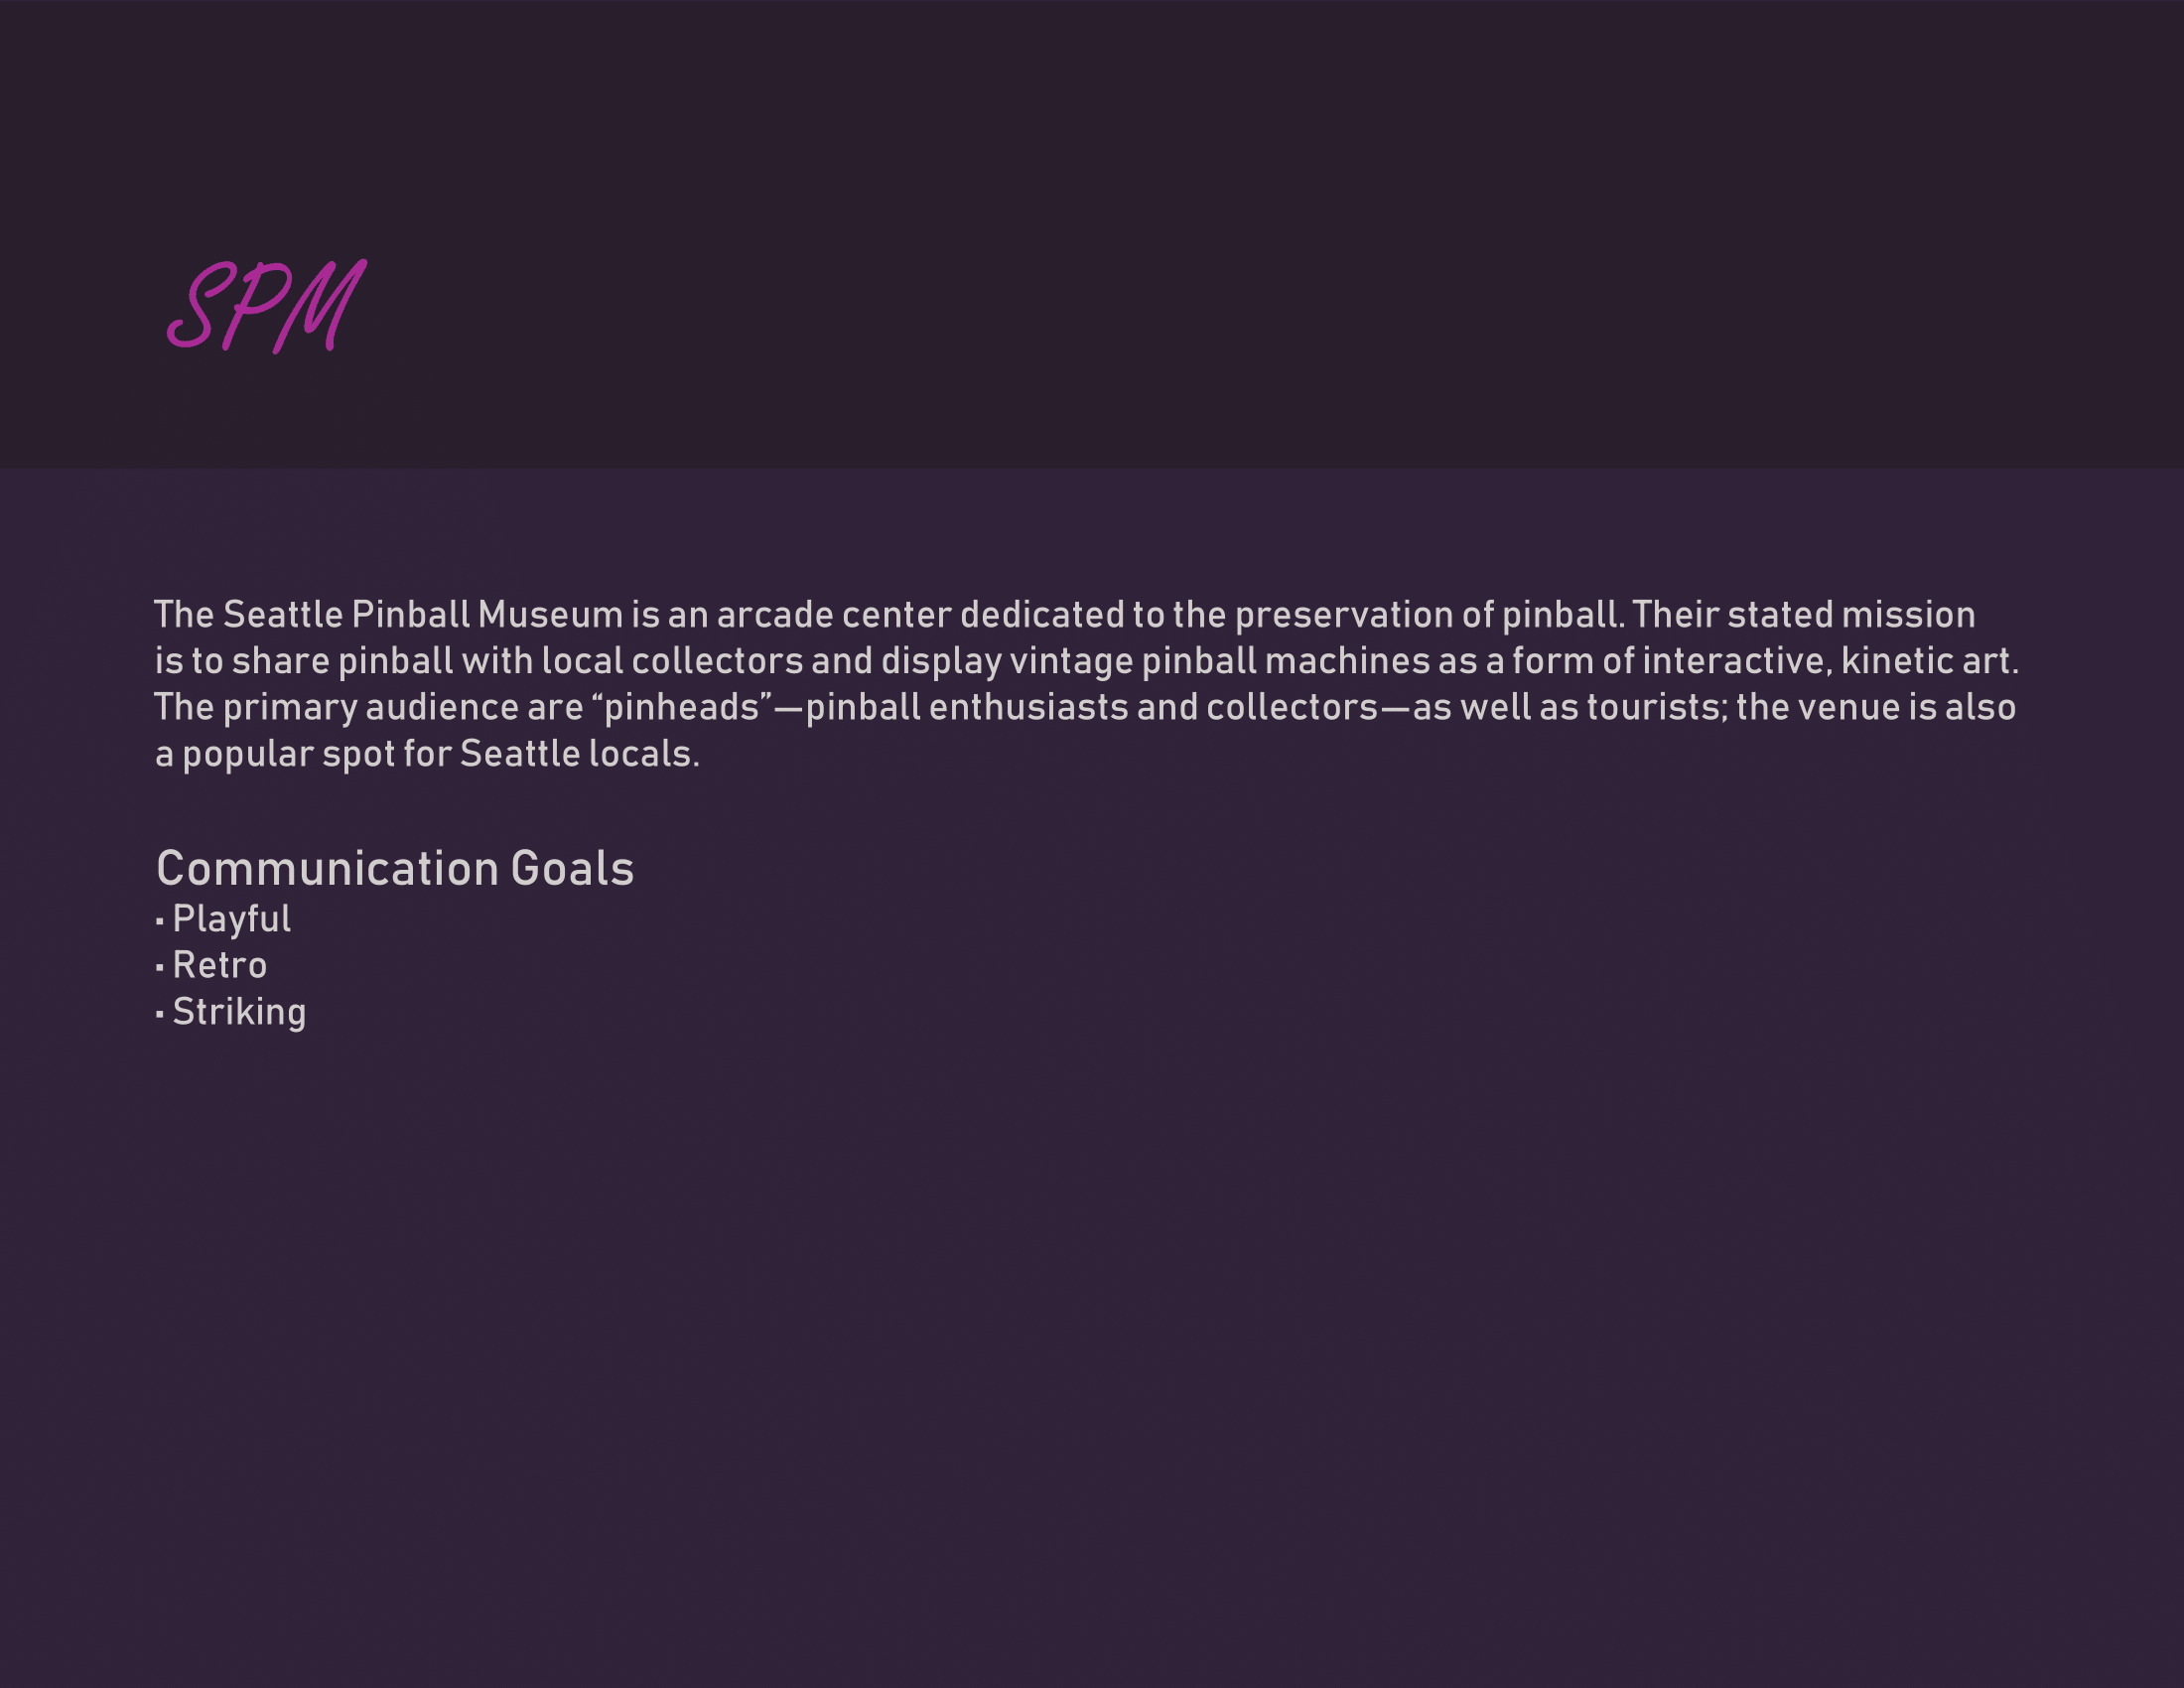 SPM
The Seattle Pinball Museum is an arcade center dedicated to the preservation of pinball. Their stated mission
is to share pinball with local collectors and display vintage pinball machines as a form of interactive, kinetic art.
The primary audience are “pinheads”—pinball enthusiasts and collectors—as well as tourists; the venue is also
a popular spot for Seattle locals.
Communication Goals
▪ Playful
▪ Retro
▪ Striking